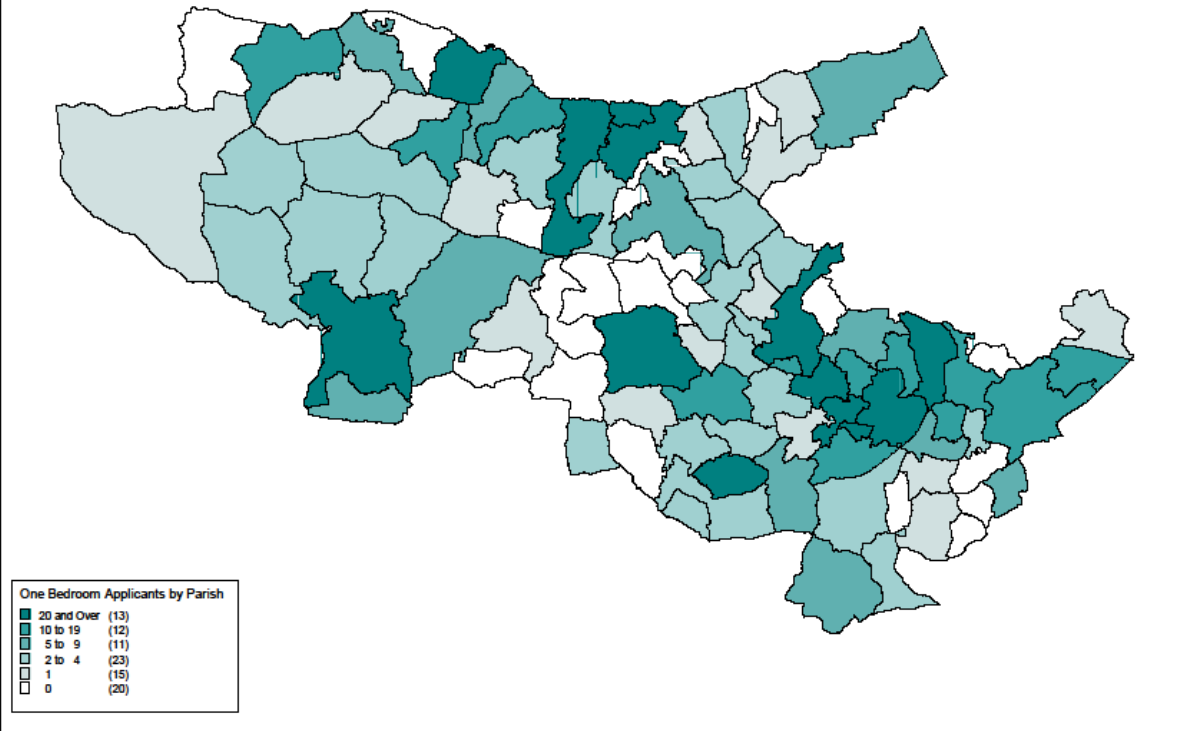 One Bedroom Applicants by Parish
20 and Over (13)
10 to 19 (12)
5 to 9 (11)
2 to 4 (23)
1 (15)
0 (20)